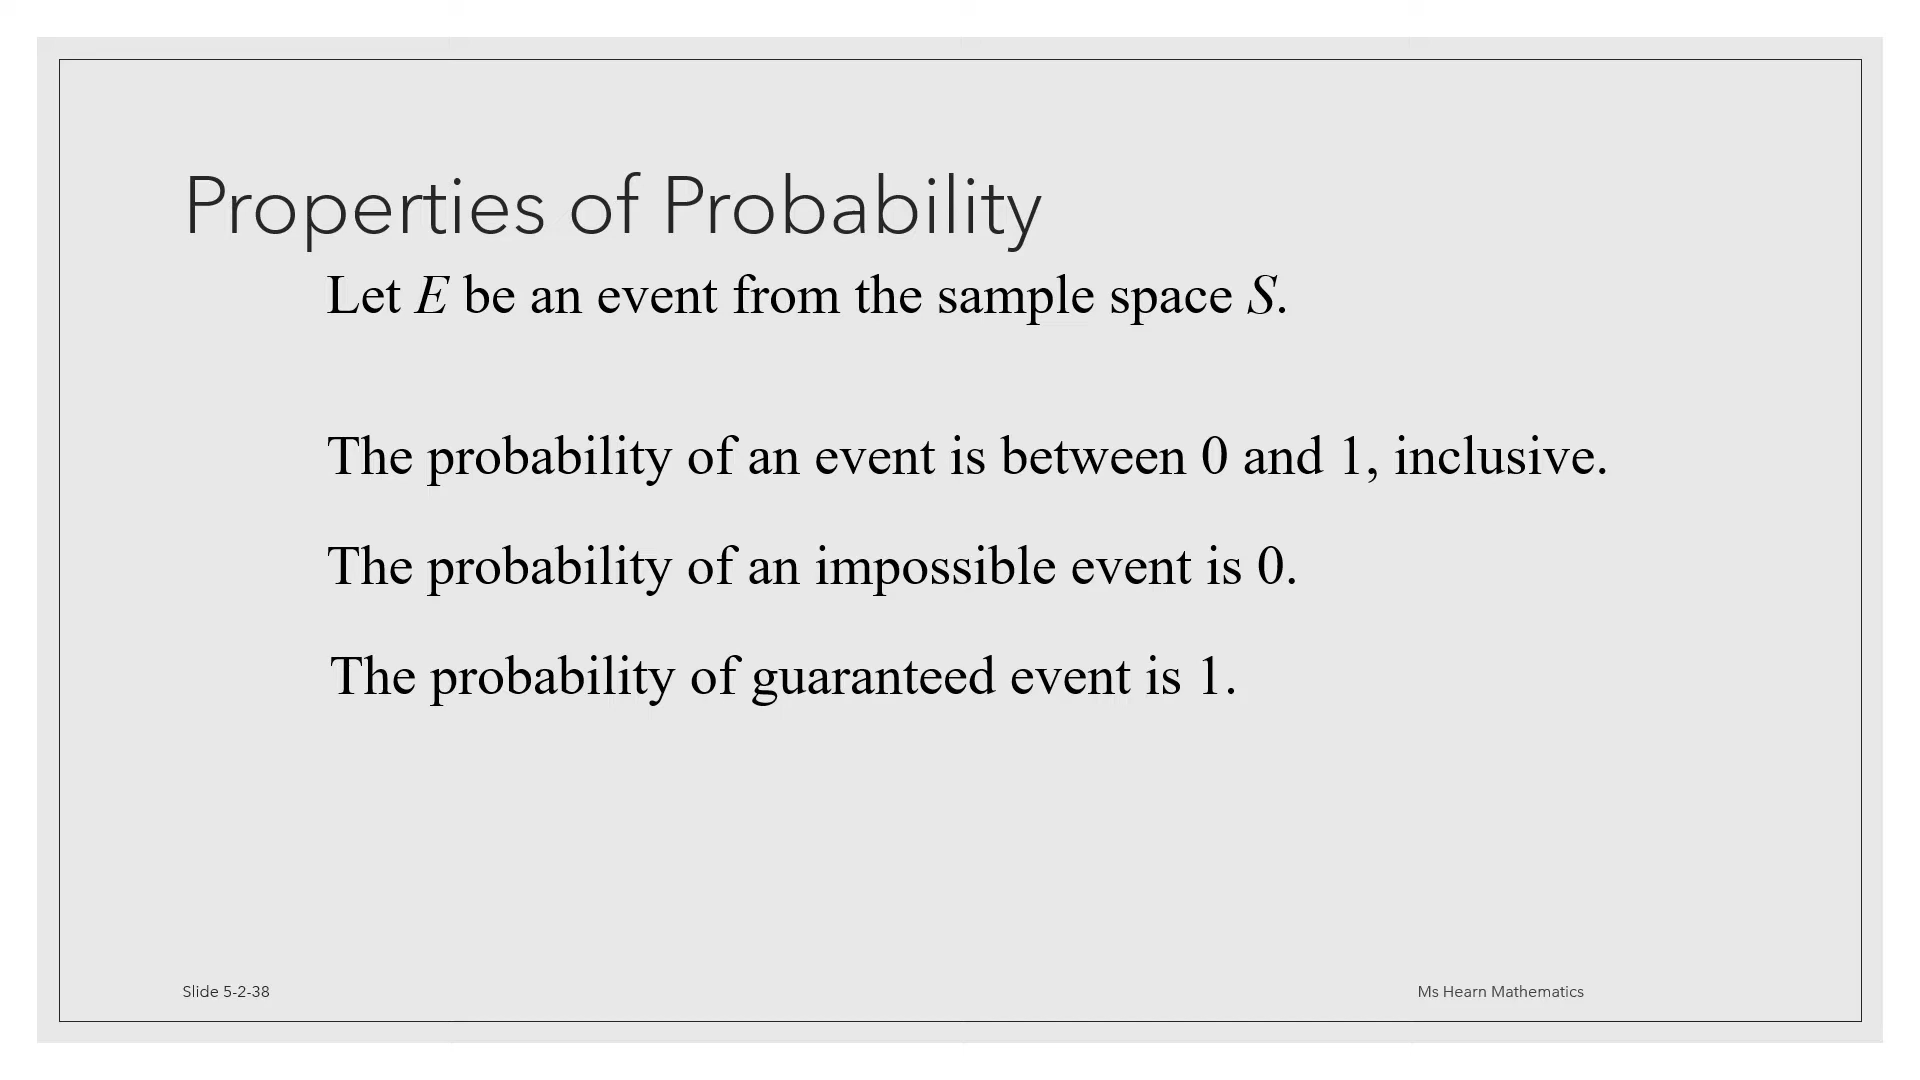 Properties of Probability
Let E be an event from the sample space S.
The probability of an event is between 0 and 1, inclusive.
The probability of an impossible event is 0.
The probability of guaranteed event is 1.
Slide 5-2-38
Ms Hearn Mathematics